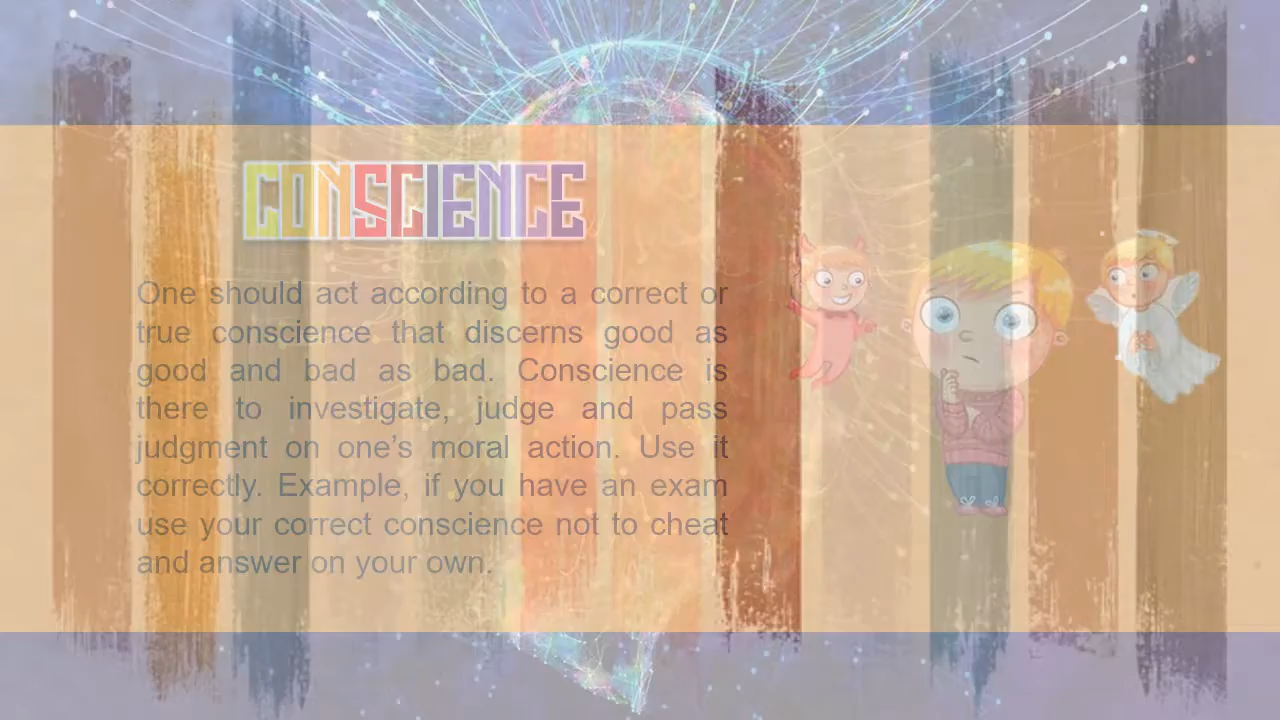 CONSCIENCE
One should act according to a correct or
true conscience that discerns good as
good and bad as bad. Conscience is
there to investigate, judge and pass
judgment on one’s moral action. Use it
correctly. Example, if you have an exam
use your correct conscience not to cheat
and answer on your own.